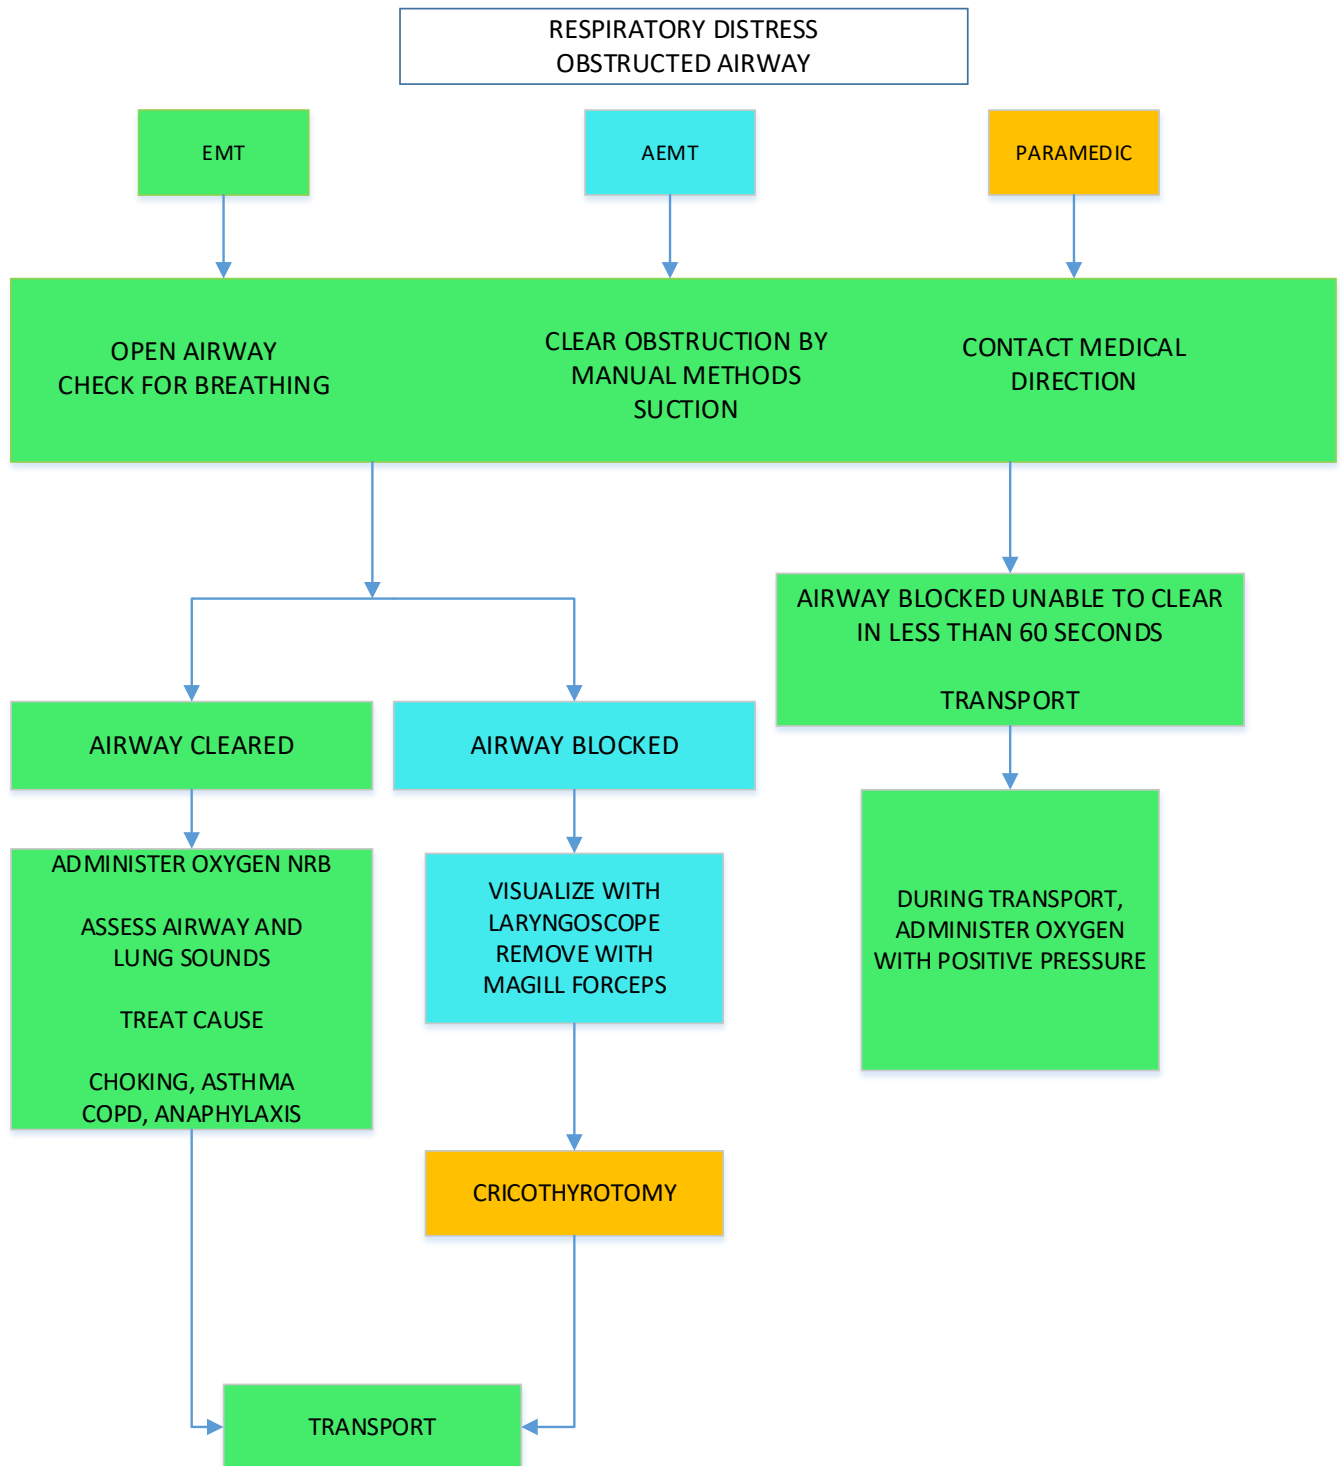 RESPIRATORY DISTRESS
OBSTRUCTED AIRWAY
EMT
AEMT
PARAMEDIC
OPEN AIRWAY
CHECK FOR BREATHING
CLEAR OBSTRUCTION BY
MANUAL METHODS
SUCTION
CONTACT MEDICAL
DIRECTION
AIRWAY BLOCKED UNABLE TO CLEAR
IN LESS THAN 60 SECONDS
TRANSPORT
AIRWAY CLEARED
AIRWAY BLOCKED
ADMINISTER OXYGEN NRB
ASSESS AIRWAY AND
LUNG SOUNDS
TREAT CAUSE
CHOKING, ASTHMA
COPD, ANAPHYLAXIS
VISUALIZE WITH
LARYNGOSCOPE
REMOVE WITH
MAGILL FORCEPS
DURING TRANSPORT,
ADMINISTER OXYGEN
WITH POSITIVE PRESSURE
CRICOTHYROTOMY
TRANSPORT